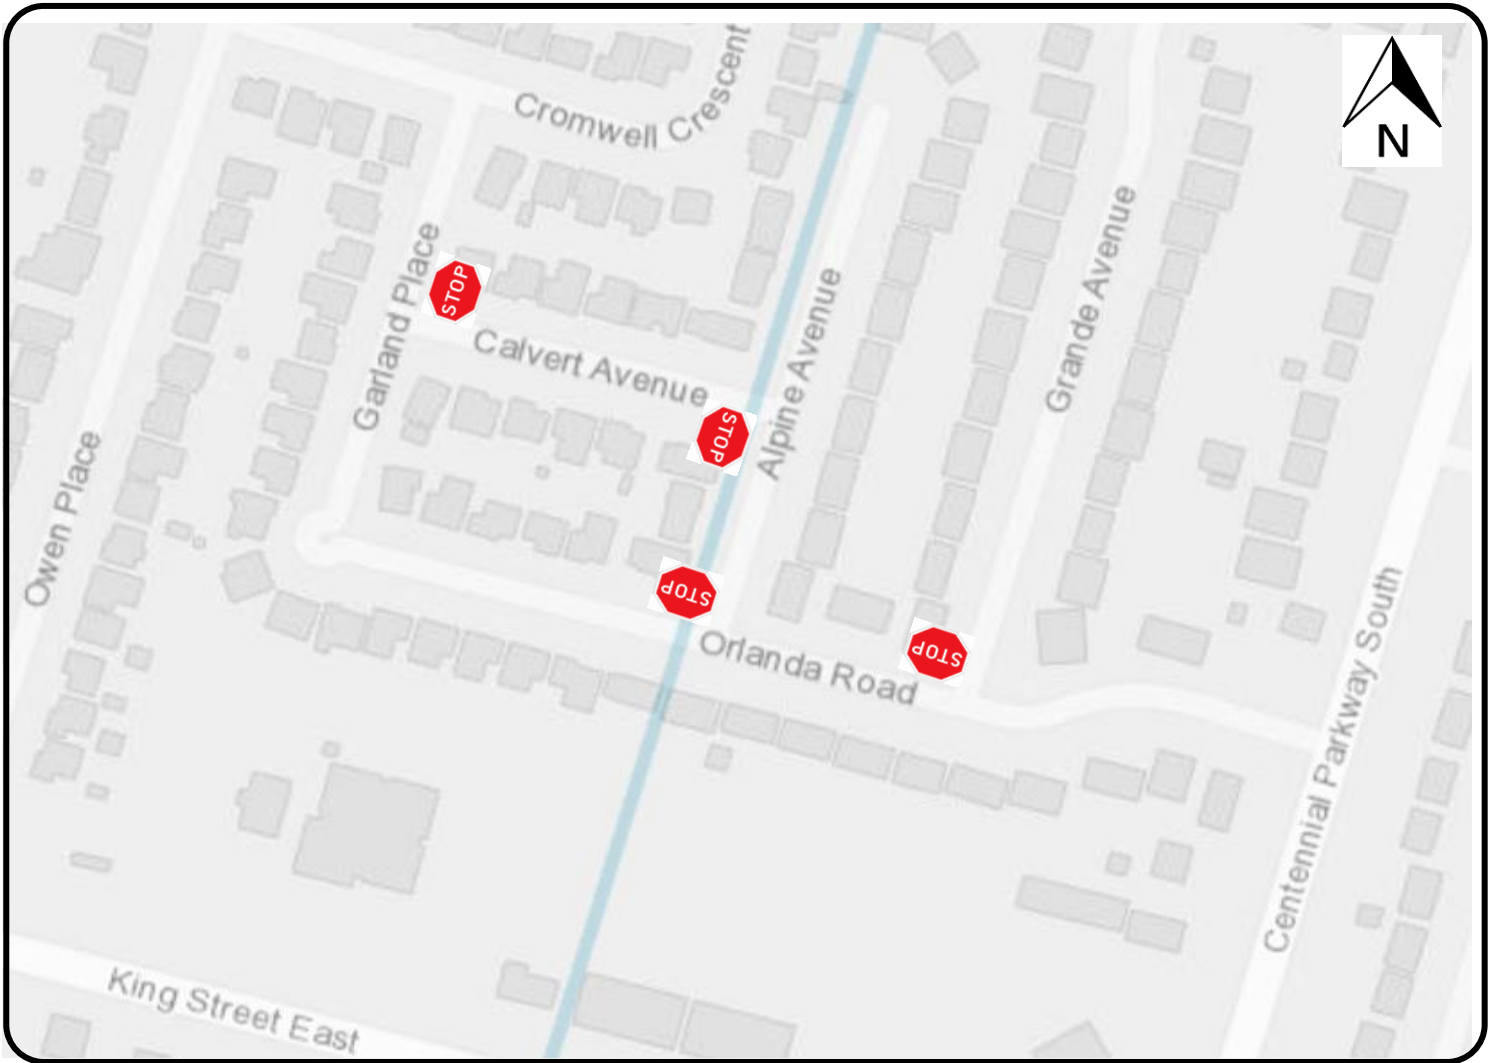 Cromwell Crescent
N
Garland Place
STOP
Calvert Avenue
Alpine Avenue
Grande Avenue
STOP
Owen Place
STOP
Orlanda Road
STOP
Centennial Parkway South
King Street East